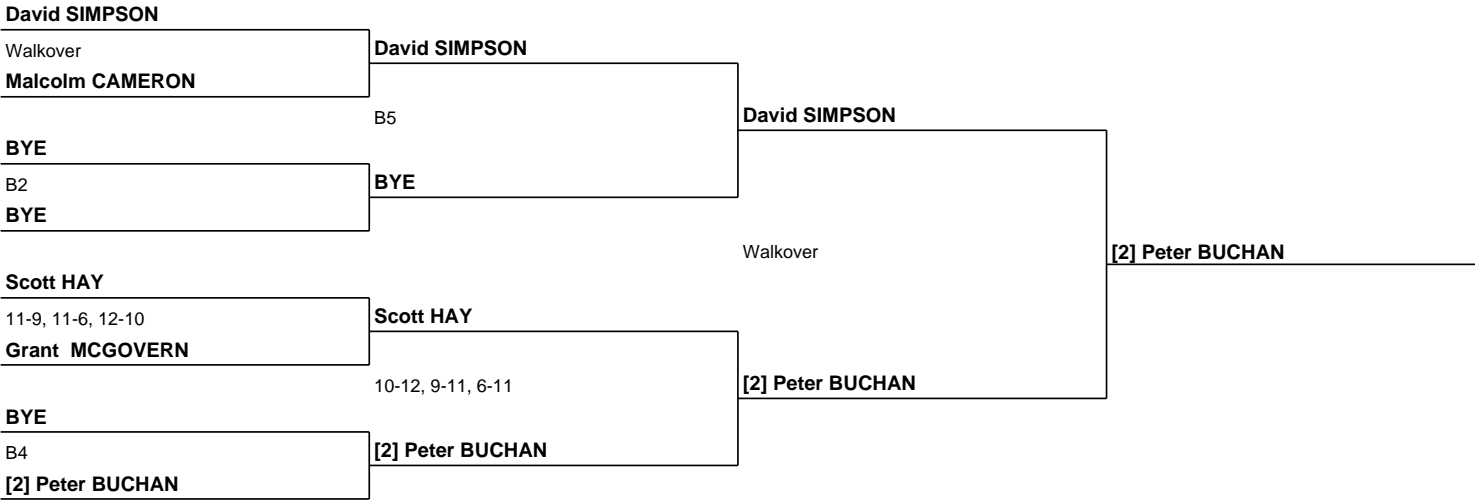 David SIMPSON
Walkover
Malcolm CAMERON
BYE
B2
BYE
Scott HAY
11-9, 11-6, 12-10
Grant MCGOVERN
BYE
B4
[2] Peter BUCHAN
David SIMPSON
B5
BYE
Scott HAY
10-12, 9-11, 6-11
[2] Peter BUCHAN
David SIMPSON
Walkover
[2] Peter BUCHAN
[2] Peter BUCHAN